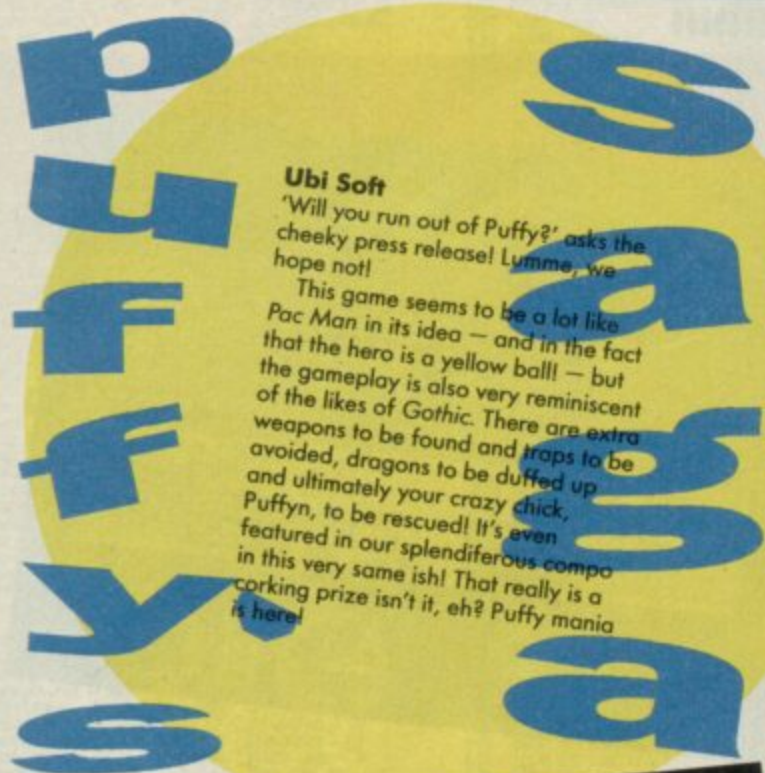 puffy's
saga
Ubi Soft
'Will you run out of Puffy?' asks the
cheeky press release! Lumme, we
hope not!
This game seems to be a lot like
Pac Man in its idea — and in the fact
that the hero is a yellow ball! — but
the gameplay is also very reminiscent
of the likes of Gothic. There are extra
weapons to be found and traps to be
avoided, dragons to be duffed up
and ultimately your crazy chick,
Puffyn, to be rescued! It's even
featured in our splendiferous compo
in this very same ish! That really is a
corking prize isn't it, eh? Puffy mania
is here!